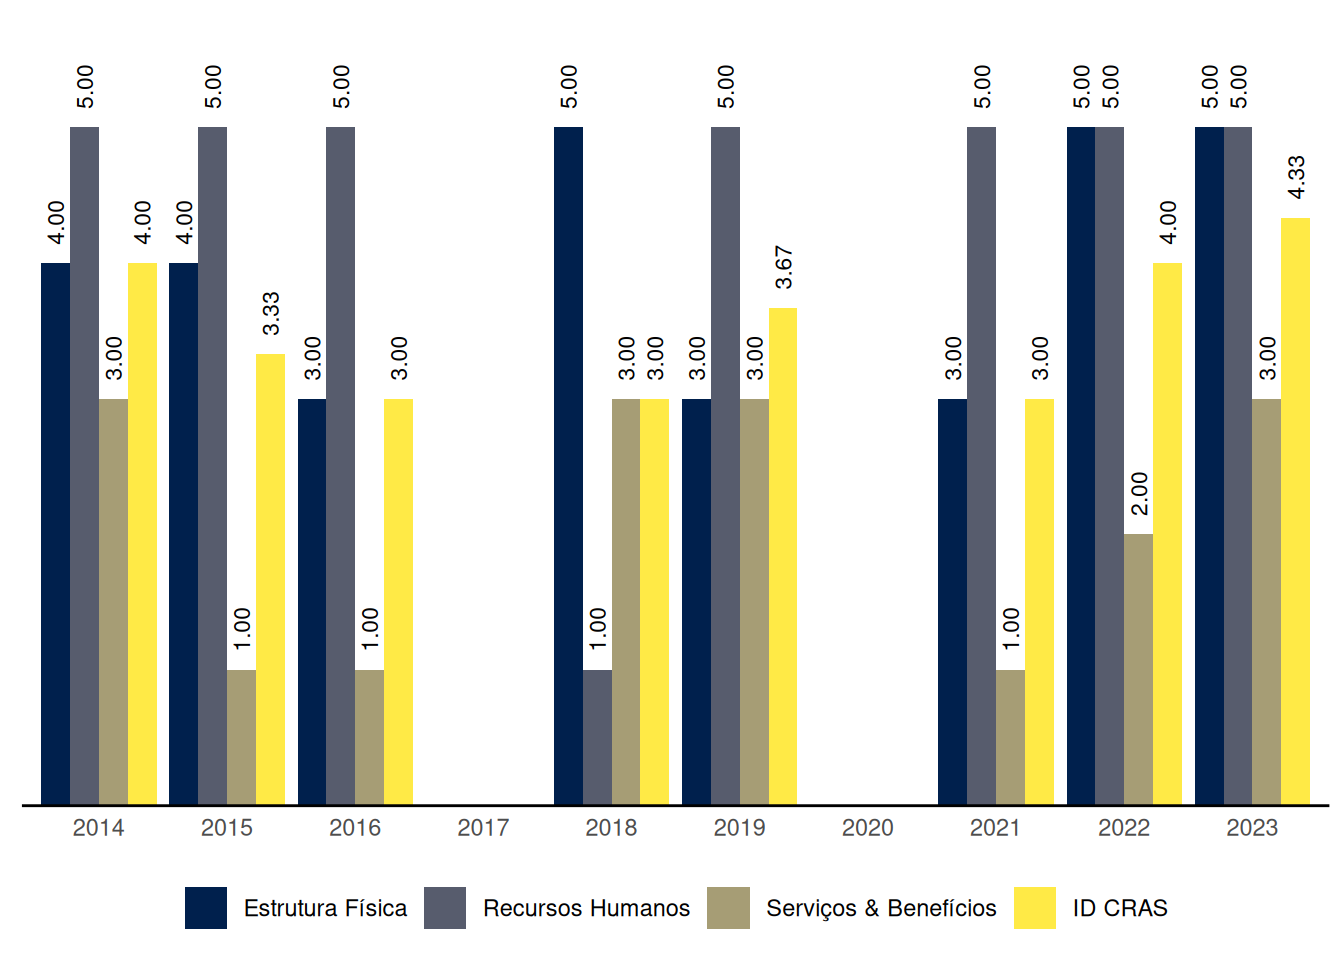 5.00 5.00 5.00 5.00 5.00 5.00 5.00 5.00 5.00 5.00
4.33
4.00 4.00 4.00 4.00
3.67
3.33
3.00 3.00 3.00 3.00 3.00 3.00 3.00 3.00 3.00 3.00
2.00
1.00 1.00 1.00 1.00
2014 2015 2016 2017 2018 2019 2020 2021 2022 2023
Estrutura Física Recursos Humanos Serviços & Benefícios ID CRAS